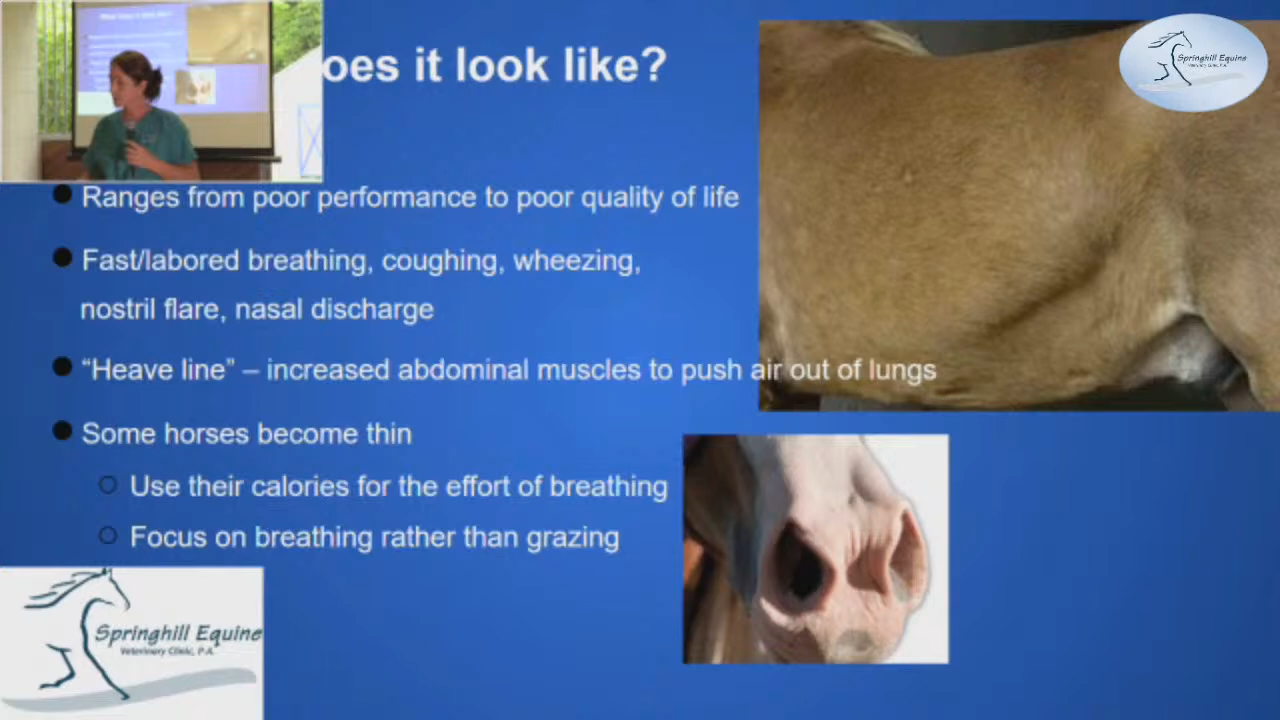 oes it look like?
Springhill Equine
Veterinary Clinic, P.A.
Ranges from poor performance to poor quality of life
Fast/labored breathing, coughing, wheezing,
nostril flare, nasal discharge
“Heave line” – increased abdominal muscles to push air out of lungs
Some horses become thin
Use their calories for the effort of breathing
Focus on breathing rather than grazing
Springhill Equine
Veterinary Clinic, P.A.